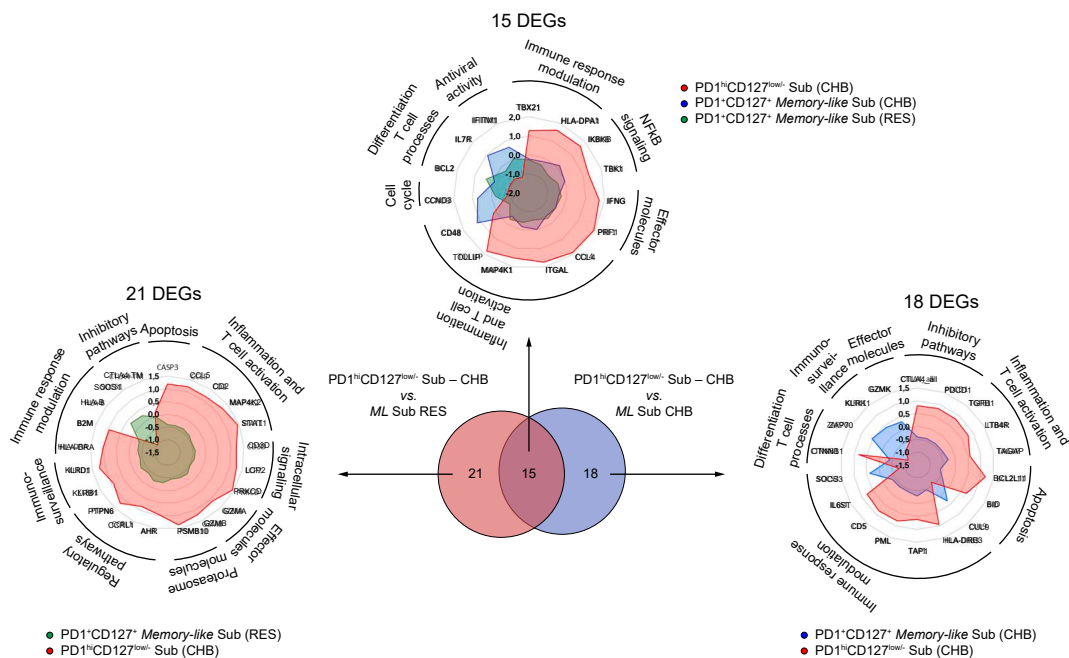 15 DEGs
Immune response
modulation
Antiviral
activity
Differentiation
T cell
processes
NFkB
signaling
Cell
cycle
Effector
molecules
Inflammation
and T cell
activation
TBX21
HLA-DPA1
TBK1
IFNG
PRF1
CCL4
ITGAL
MAP4K1
TOLLIP
CD48
CCND3
BCL2
IL7R
2,0
1,0
0,0
-1,0
-2,0
PD1hiCD127low/- Sub (CHB)
PD1+CD127+ Memory-like Sub (CHB)
PD1+CD127+ Memory-like Sub (RES)
21 DEGs
Inhibitory
pathways
Apoptosis
Inflammation and
T cell activation
Immune response
modulation
Intracellular
signaling
Immuno-
surveillance
Effector
molecules
Regulatory
pathways
Proteasome
molecules
CASP3
CCL5
CD2
MAP4K2
STAT1
LCP2
PRKCD
GZMA
GZMB
PSMB10
AHR
PTPN6
KLRD1
B2M
SOCS1
1,5
1,0
0,5
0,0
-0,5
-1,0
-1,5
PD1+CD127+ Memory-like Sub (RES)
PD1hiCD127low/- Sub (CHB)
PD1hiCD127low/- Sub – CHB
vs.
ML Sub RES
PD1hiCD127low/- Sub – CHB
vs.
ML Sub CHB
21
15
18
18 DEGs
Immuno-
survei-
llance
Effector
molecules
Inhibitory
pathways
Inflammation and
T cell activation
Differentiation
T cell
processes
Apoptosis
Immune response
modulation
PDCD1
TGFB1
LTB4R
TAGAP
BCL2L11
BID
CUL9
HLA-DRB3
TAP1
PML
CD5
IL6ST
SOCS3
CTNNB1
ZAP70
KLRK1
GZMK
1,5
1,0
0,5
0,0
-0,5
-1,0
-1,5
PD1+CD127+ Memory-like Sub (CHB)
PD1hiCD127low/- Sub (CHB)